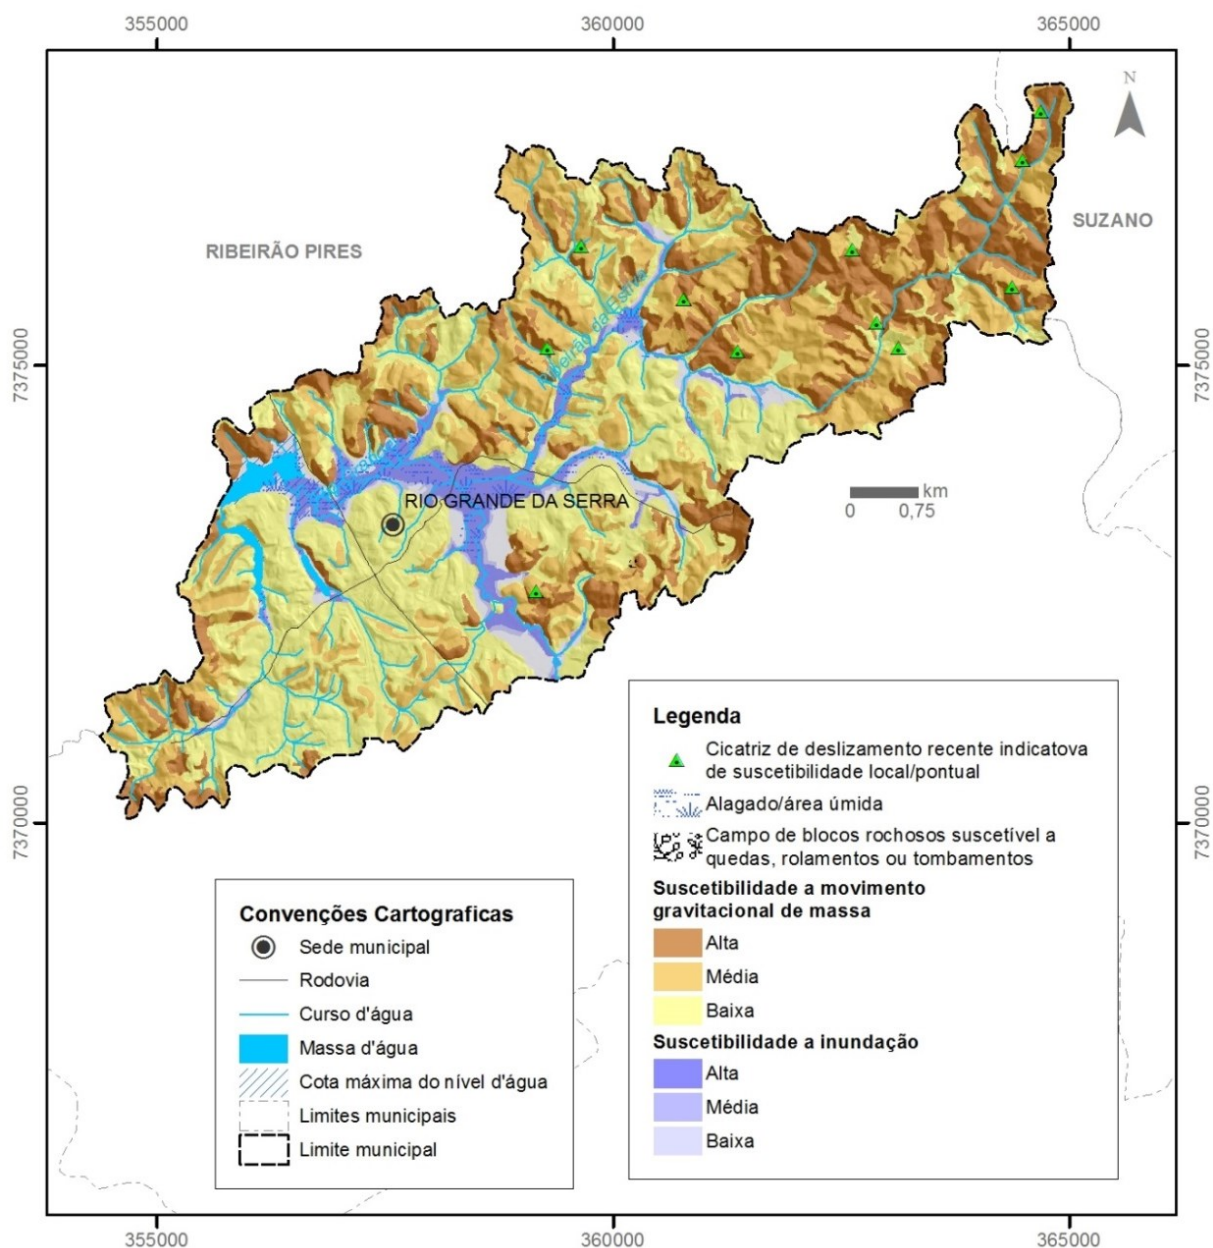 355000
360000
365000
N
SUZANO
RIBEIRÃO PIRES
Ribeirão da Estiva
7375000
7375000
RIO GRANDE DA SERRA
km
0
0,75
Legenda
Cicatriz de deslizamento recente indicatova
de suscetibilidade local/pontual
Alagado/área úmida
Campo de blocos rochosos suscetível a
quedas, rolamentos ou tombamentos
Suscetibilidade a movimento
gravitacional de massa
Alta
Média
Baixa
Suscetibilidade a inundação
Alta
Média
Baixa
7370000
7370000
Convenções Cartograficas
Sede municipal
Rodovia
Curso d'água
Massa d'água
Cota máxima do nível d'água
Limites municipais
Limite municipal
355000
360000
365000